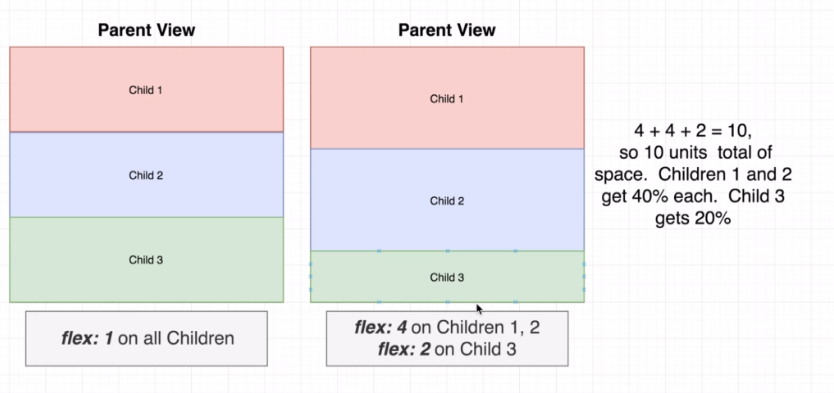 Parent View
Child 1
Child 2
Child 3
flex: 1 on all Children
Parent View
Child 1
Child 2
Child 3
flex: 4 on Children 1, 2
flex: 2 on Child 3
4 + 4 + 2 = 10,
so 10 units  total of
space.  Children 1 and 2
get 40% each.  Child 3
gets 20%